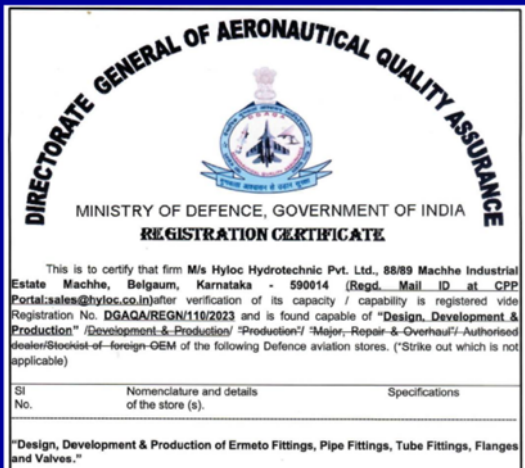 DIRECTORATE GENERAL OF AERONAUTICAL QUALITY ASSURANCE
MINISTRY OF DEFENCE, GOVERNMENT OF INDIA
REGISTRATION CERTIFICATE
This is to certify that firm M/s Hyloc Hydrotechnic Pvt. Ltd., 88/89 Machhe Industrial
Estate Machhe, Belgaum, Karnataka - 590014 (Regd. Mail ID at CPP
Portal:sales@hyloc.co.in)after verification of its capacity / capability is registered vide
Registration No. DGAQA/REGN/110/2023 and is found capable of "Design, Development &
Production" /Development & Production/ "Production"/ "Major, Repair & Overhaul"/ Authorised
dealer/Stockist of foreign OEM of the following Defence aviation stores. (*Strike out which is not
applicable)
Sl Nomenclature and details Specifications
No. of the store (s).
"Design, Development & Production of Ermeto Fittings, Pipe Fittings, Tube Fittings, Flanges
and Valves."